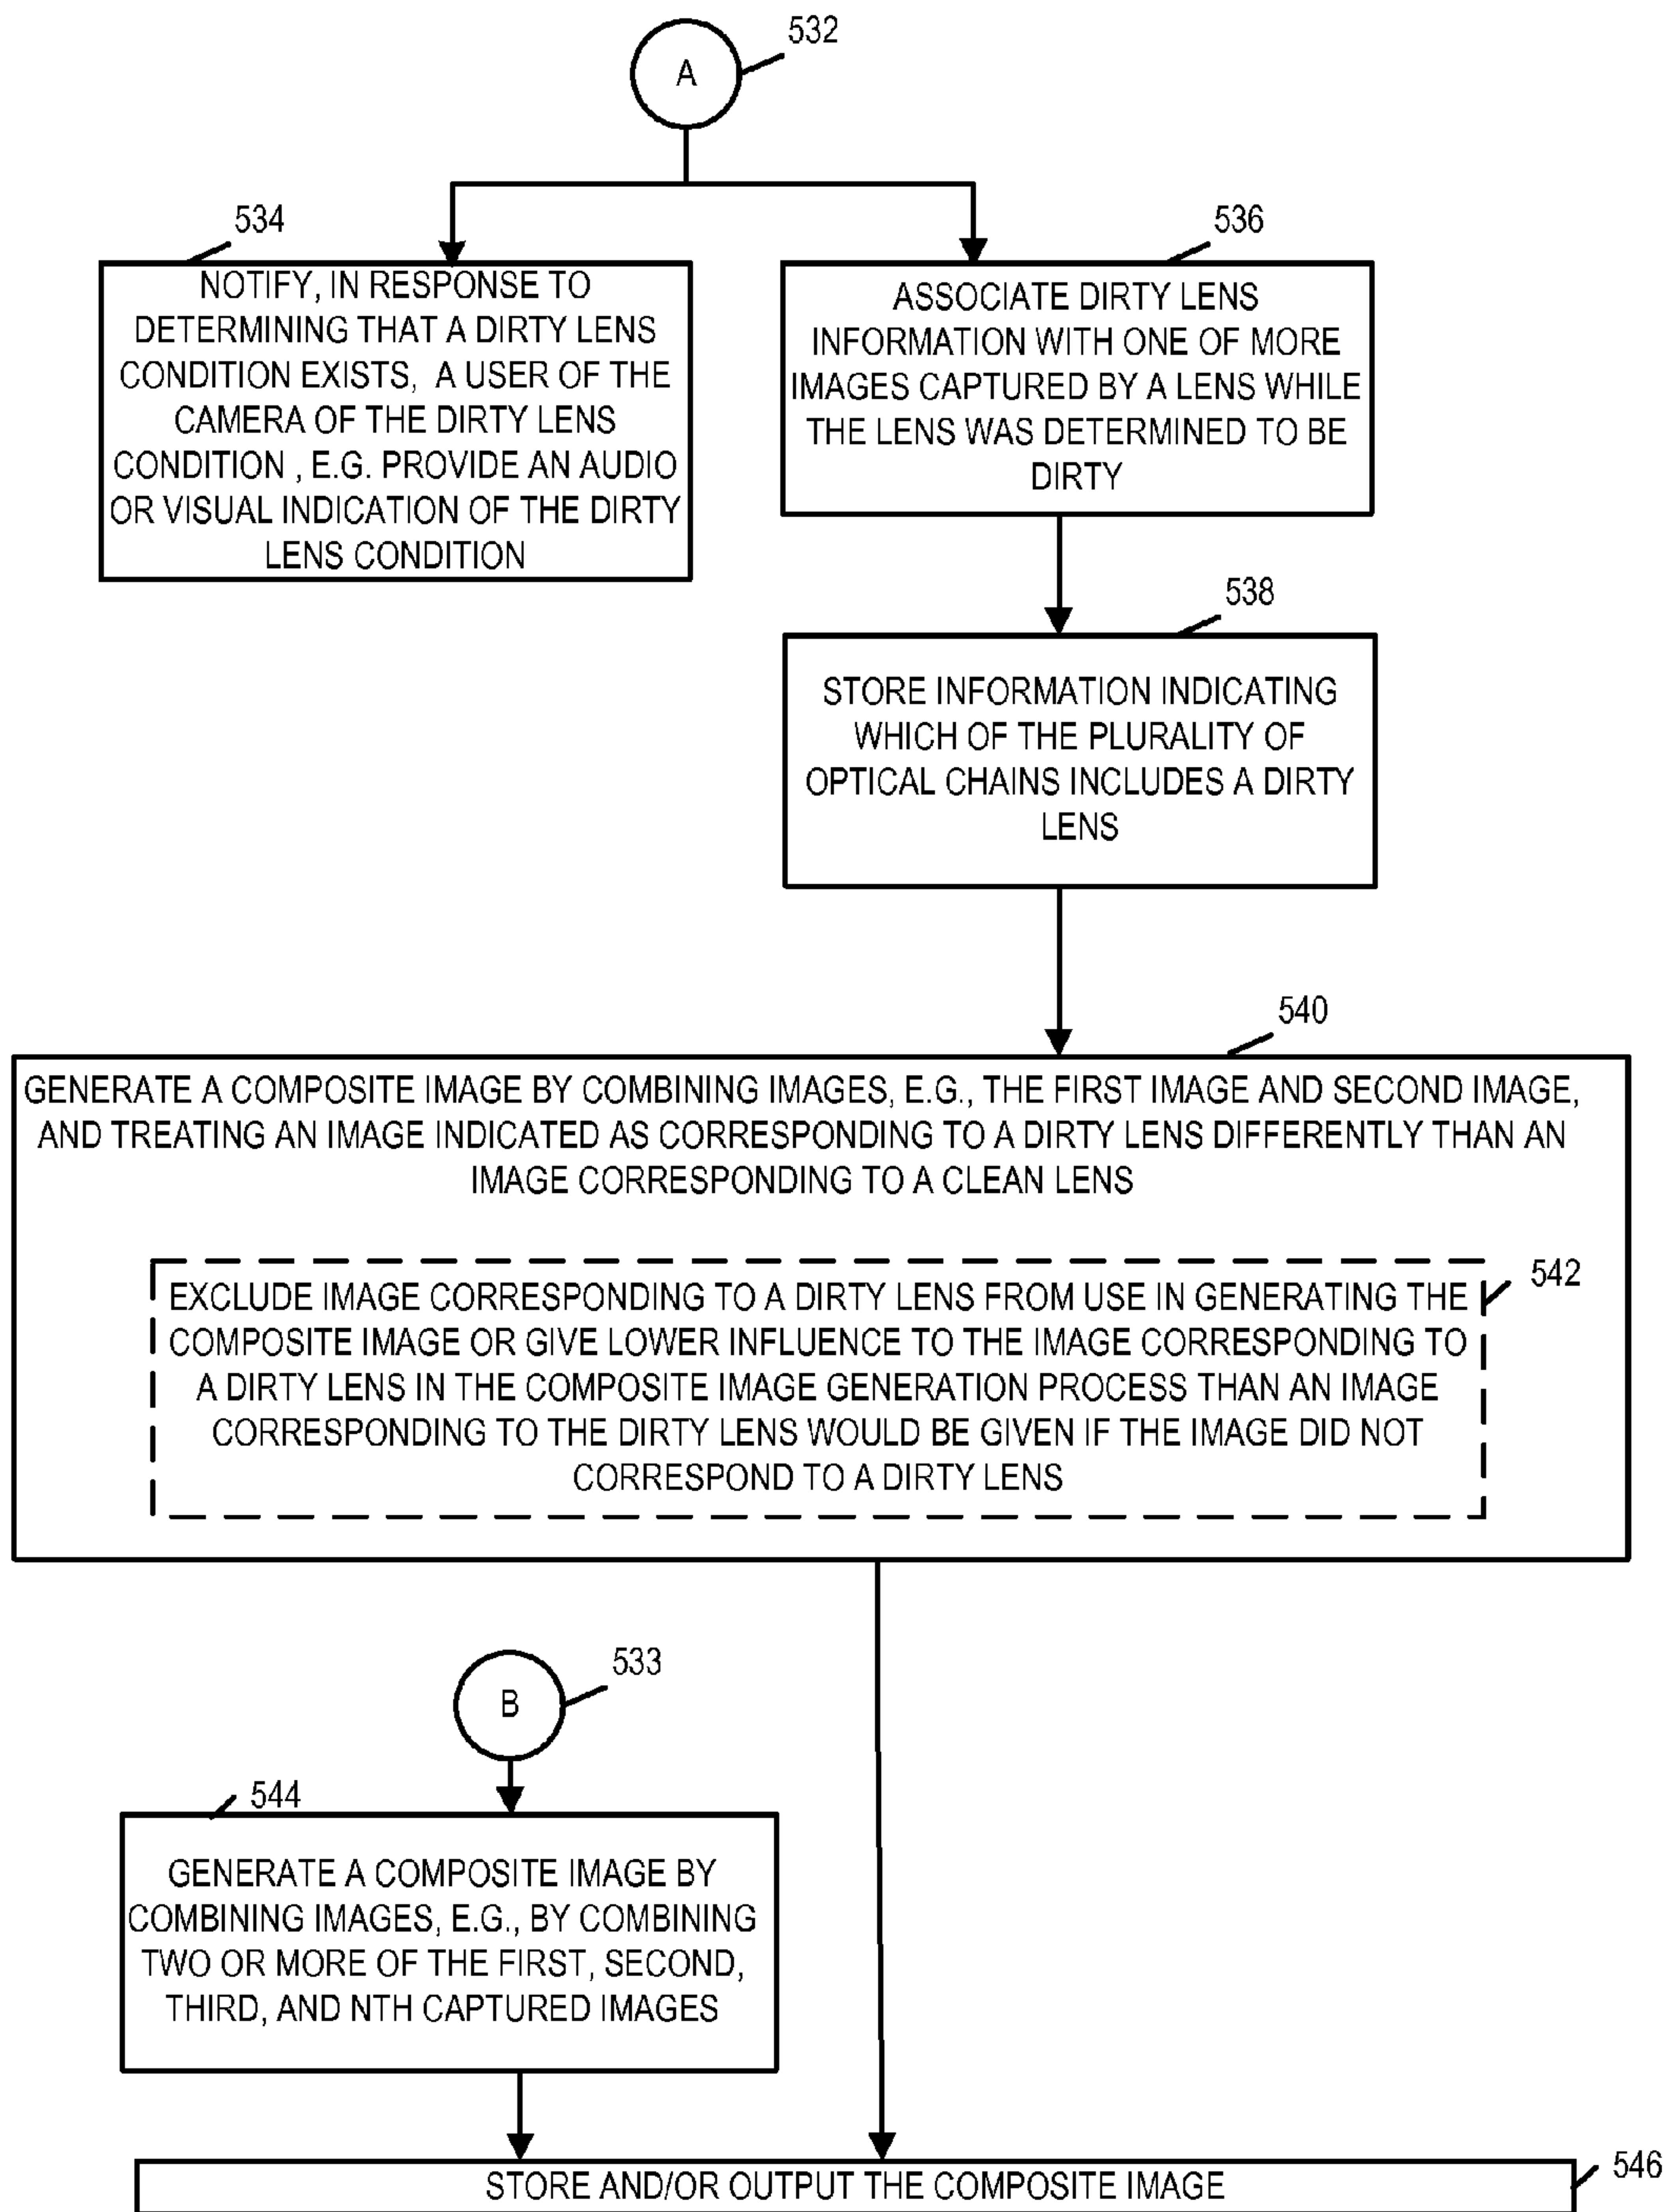 532
A
534
NOTIFY, IN RESPONSE TO
DETERMINING THAT A DIRTY LENS
CONDITION EXISTS, A USER OF THE
CAMERA OF THE DIRTY LENS
CONDITION , E.G. PROVIDE AN AUDIO
OR VISUAL INDICATION OF THE DIRTY
LENS CONDITION
536
ASSOCIATE DIRTY LENS
INFORMATION WITH ONE OF MORE
IMAGES CAPTURED BY A LENS WHILE
THE LENS WAS DETERMINED TO BE
DIRTY
538
STORE INFORMATION INDICATING
WHICH OF THE PLURALITY OF
OPTICAL CHAINS INCLUDES A DIRTY
LENS
540
GENERATE A COMPOSITE IMAGE BY COMBINING IMAGES, E.G., THE FIRST IMAGE AND SECOND IMAGE,
AND TREATING AN IMAGE INDICATED AS CORRESPONDING TO A DIRTY LENS DIFFERENTLY THAN AN
IMAGE CORRESPONDING TO A CLEAN LENS
542
EXCLUDE IMAGE CORRESPONDING TO A DIRTY LENS FROM USE IN GENERATING THE
COMPOSITE IMAGE OR GIVE LOWER INFLUENCE TO THE IMAGE CORRESPONDING TO
A DIRTY LENS IN THE COMPOSITE IMAGE GENERATION PROCESS THAN AN IMAGE
CORRESPONDING TO THE DIRTY LENS WOULD BE GIVEN IF THE IMAGE DID NOT
CORRESPOND TO A DIRTY LENS
533
B
544
GENERATE A COMPOSITE IMAGE BY
COMBINING IMAGES, E.G., BY COMBINING
TWO OR MORE OF THE FIRST, SECOND,
THIRD, AND NTH CAPTURED IMAGES
546
STORE AND/OR OUTPUT THE COMPOSITE IMAGE